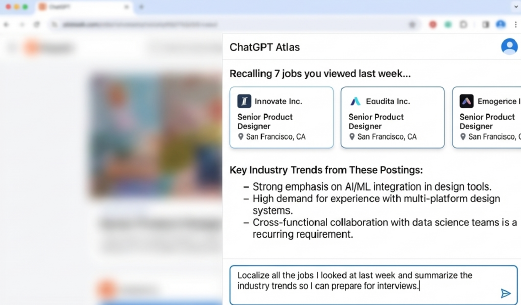 ChatGPT
ChatGPT Atlas
Recalling 7 jobs you viewed last week...
Innovate Inc.
Senior Product
Designer
San Francisco, CA
Eaudita Inc.
Senior Product
Designer
San Francisco, CA
Emogence I
Senior Product
Designer
San Francisco, CA
Key Industry Trends from These Postings:
– Strong emphasis on AI/ML integration in design tools.
– High demand for experience with multi-platform design
systems.
– Cross-functional collaboration with data science teams is a
recurring requirement.
Localize all the jobs I looked at last week and summarize the
industry trends so I can prepare for interviews.